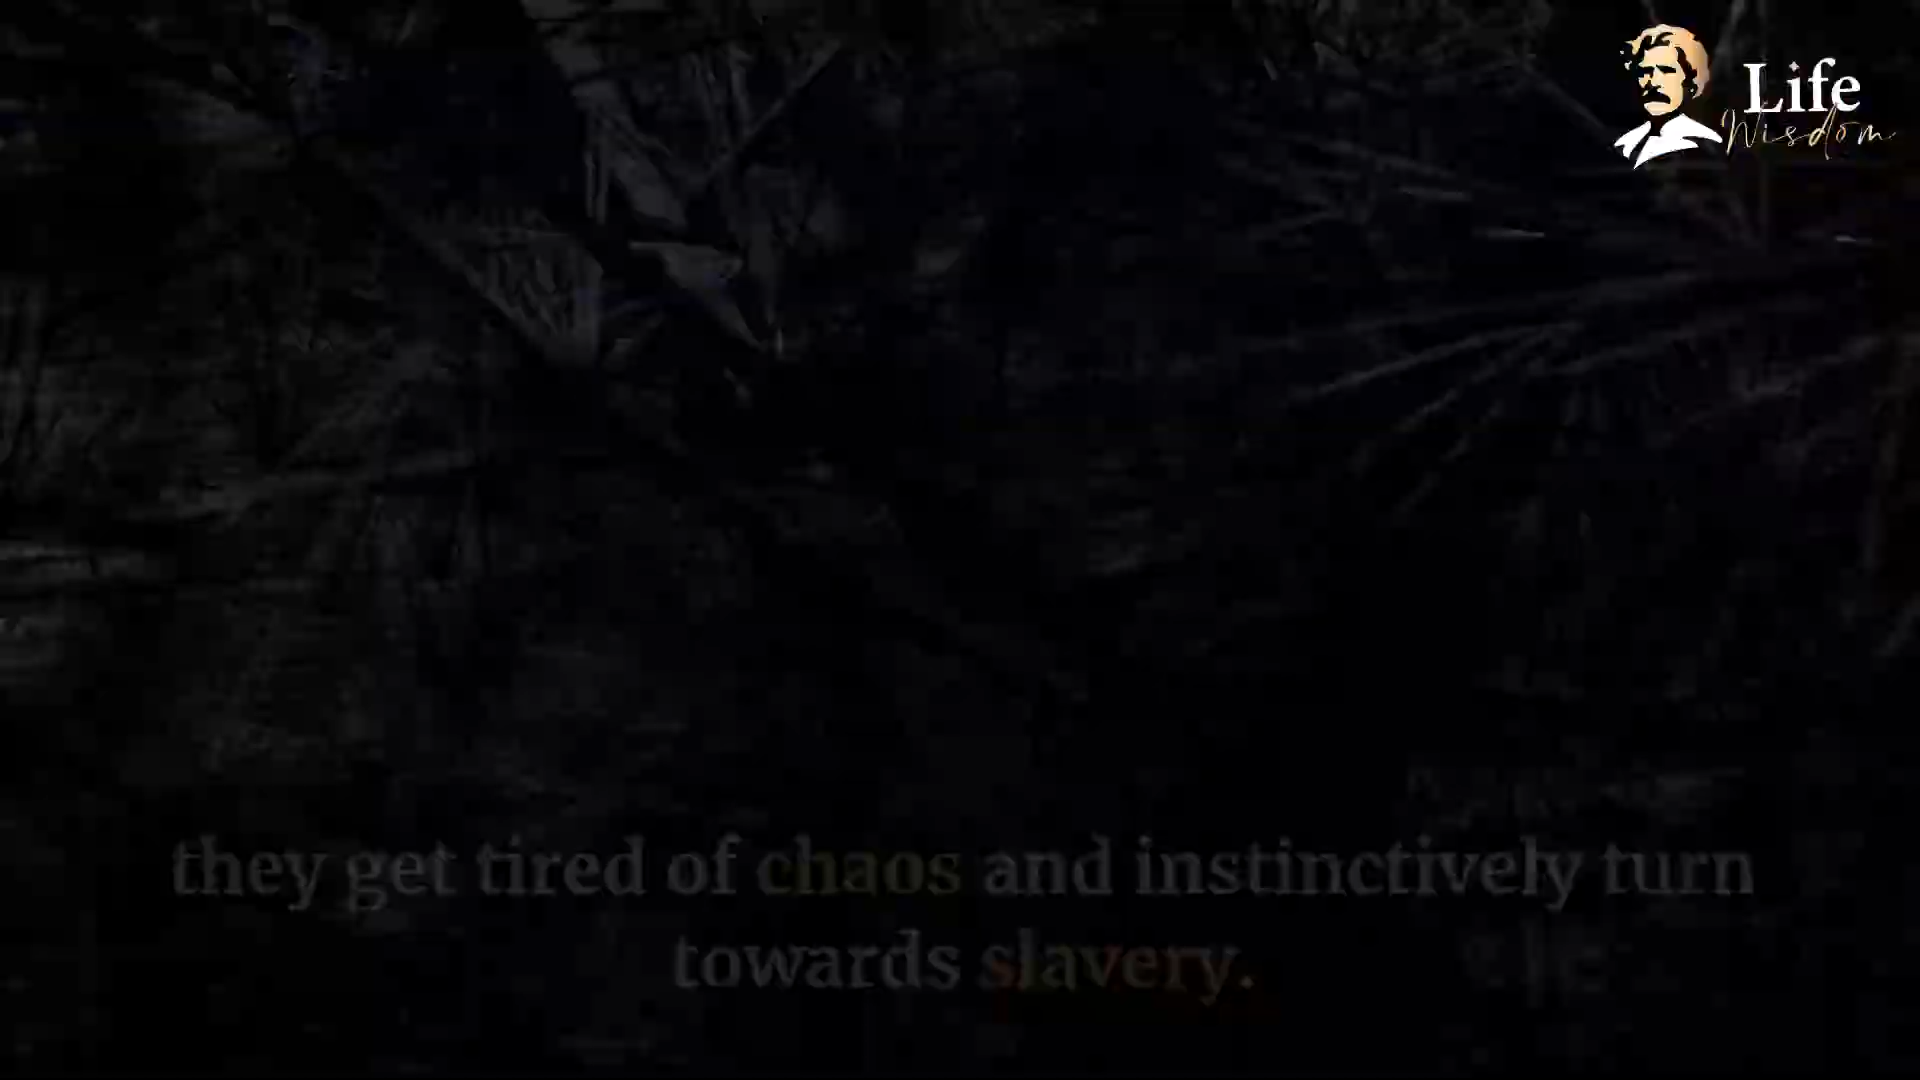 Life
Wisdom
they get tired of chaos and instinctively turn
towards slavery.